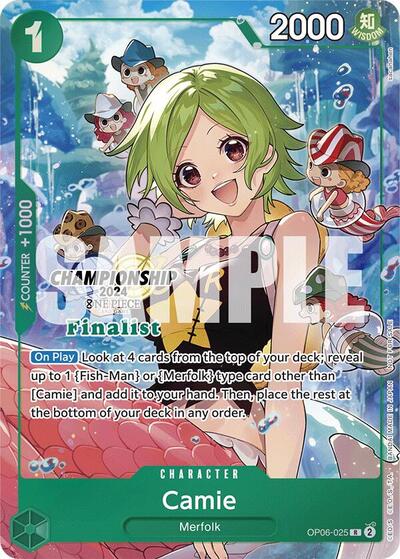 1
2000
知
WISDOM
COUNTER +1000
SAMPLE
CHAMPIONSHIP
2024
ONE PIECE
Finalist
On Play Look at 4 cards from the top of your deck; reveal
up to 1 {Fish-Man} or {Merfolk} type card other than
[Camie] and add it to your hand. Then, place the rest at
the bottom of your deck in any order.
CHARACTER
Camie
Merfolk
OP06-025 R 2